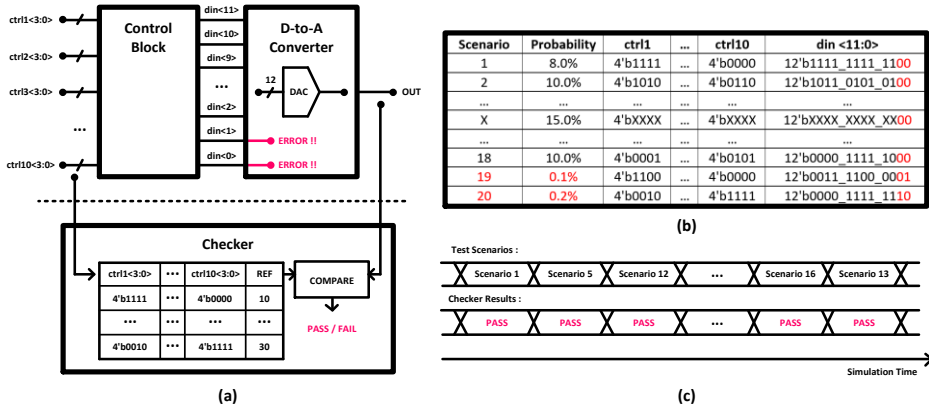 ctrl1<3:0>
ctrl2<3:0>
ctrl3<3:0>
...
ctrl10<3:0>
Control
Block
din<11>
din<10>
din<9>
...
din<2>
din<1>
din<0>
D-to-A
Converter
12
DAC
ERROR !!
ERROR !!
OUT
Checker
ctrl1<3:0> ... ctrl10<3:0> REF
4'b1111 ... 4'b0000 10
... ... ...
4'b0010 ... 4'b1111 30
COMPARE
PASS / FAIL
(a)
Scenario Probability ctrl1 ... ctrl10 din <11:0>
1 8.0% 4'b1111 ... 4'b0000 12'b1111_1111_1100
2 10.0% 4'b1010 ... 4'b0110 12'b1011_0101_0100
... ... ... ... ...
X 15.0% 4'bXXXX ... 4'bXXXX 12'bXXXX_XXXX_XX00
... ... ... ... ...
18 10.0% 4'b0001 ... 4'b0101 12'b0000_1111_1000
19 0.1% 4'b1100 ... 4'b0000 12'b0011_1100_0001
20 0.2% 4'b0010 ... 4'b1111 12'b0000_1111_1110
(b)
Test Scenarios :
Scenario 1 Scenario 5 Scenario 12 ... Scenario 16 Scenario 13
Checker Results :
PASS PASS PASS ... PASS PASS
Simulation Time
(c)